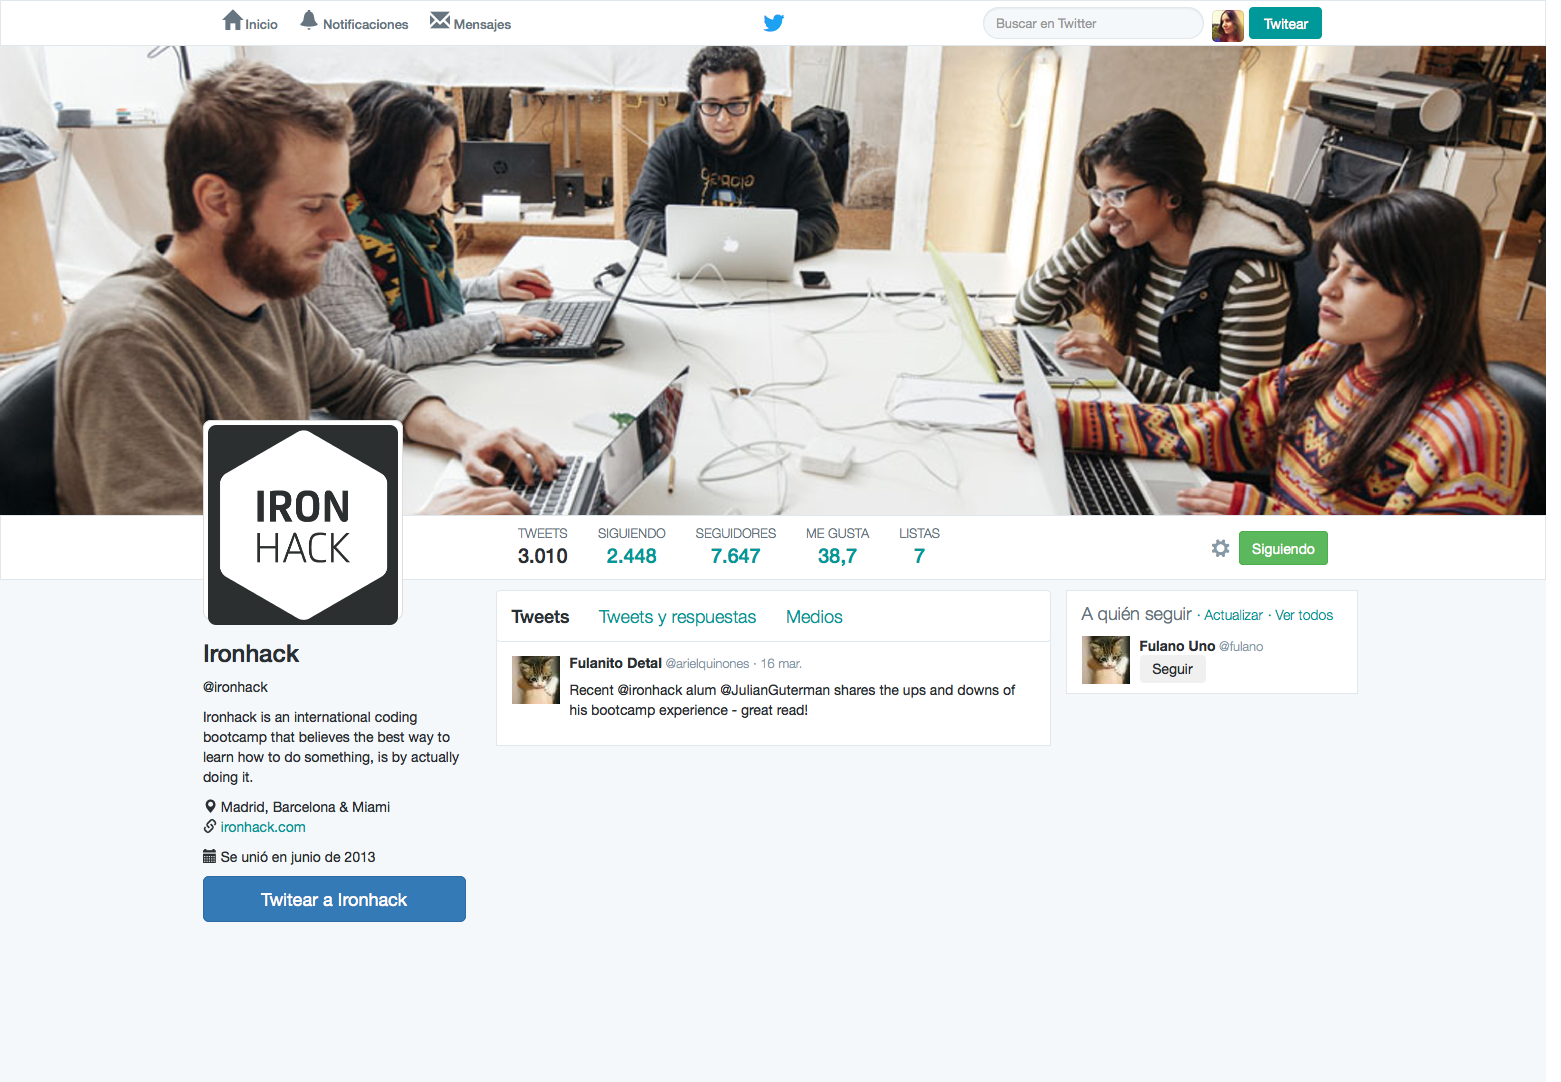 Inicio Notificaciones Mensajes Buscar en Twitter Twitear
IRON
HACK
TWEETS SIGUIENDO SEGUIDORES ME GUSTA LISTAS
3.010 2.448 7.647 38,7 7
Siguiendo
Ironhack
@ironhack
Ironhack is an international coding
bootcamp that believes the best way to
learn how to do something, is by actually
doing it.
Madrid, Barcelona & Miami
ironhack.com
Se unió en junio de 2013
Twitear a Ironhack
Tweets Tweets y respuestas Medios
Fulanito Detal @arielquinones · 16 mar.
Recent @ironhack alum @JulianGuterman shares the ups and downs of
his bootcamp experience - great read!
A quién seguir · Actualizar · Ver todos
Fulano Uno @fulano
Seguir